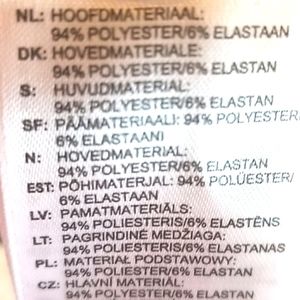 NL: HOOFDMATERIAAL:
94% POLYESTER/6% ELASTAAN
DK: HOVEDMATERIALE:
94% POLYESTER/6% ELASTAN
S: HUVUDMATERIAL:
94% POLYESTER/6% ELASTAN
SF: PÄÄMATERIAALI: 94% POLYESTER/
6% ELASTAANI
N: HOVEDMATERIAL:
94% POLYESTER/6% ELASTAN
EST: PÕHIMATERJAL: 94% POLÜESTER/
6% ELASTAAN
LV: PAMATMATERIĀLS:
94% POLIESTERIS/6% ELASTĒNS
LT: PAGRINDINĖ MEDŽIAGA:
94% POLIESTERIS/6% ELASTANAS
PL: MATERIAŁ PODSTAWOWY:
94% POLIESTER/6% ELASTAN
CZ: HLAVNÍ MATERIÁL:
94% POLYESTER/6% ELASTAN